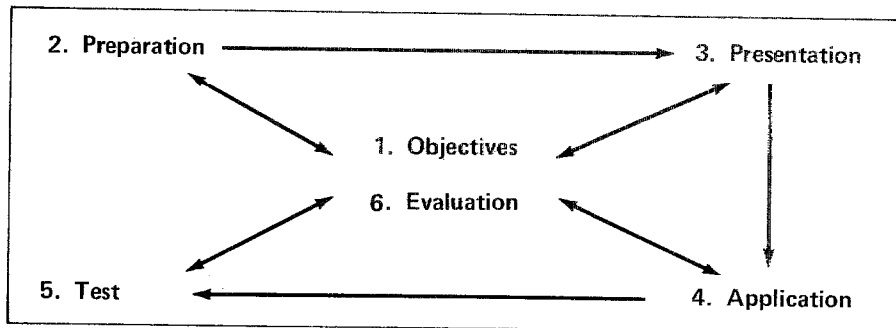 2. Preparation
3. Presentation
1. Objectives
6. Evaluation
5. Test
4. Application